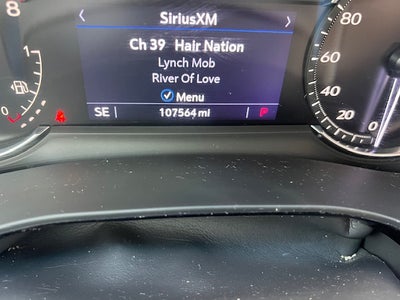 SiriusXM
Ch 39 Hair Nation
Lynch Mob
River Of Love
Menu
SE 107564 mi P
8
1
0
80
60
40
20
0